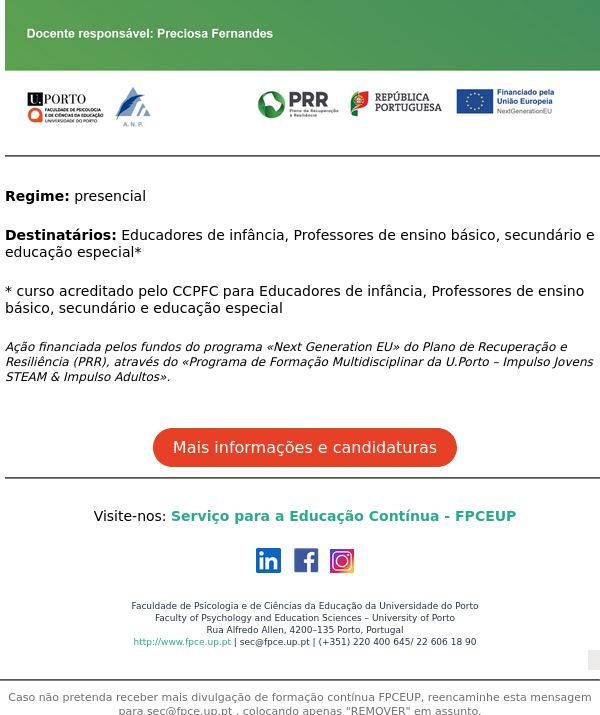 Docente responsável: Preciosa Fernandes
U.PORTO
FACULDADE DE PSICOLOGIA
E DE CIÊNCIAS DA EDUCAÇÃO
UNIVERSIDADE DO PORTO
A. N. P.
PRR
Plano de Recuperação
e Resiliência
REPÚBLICA
PORTUGUESA
Financiado pela
União Europeia
NextGenerationEU
Regime: presencial
Destinatários: Educadores de infância, Professores de ensino básico, secundário e
educação especial*
* curso acreditado pelo CCPFC para Educadores de infância, Professores de ensino
básico, secundário e educação especial
Ação financiada pelos fundos do programa «Next Generation EU» do Plano de Recuperação e
Resiliência (PRR), através do «Programa de Formação Multidisciplinar da U.Porto – Impulso Jovens
STEAM & Impulso Adultos».
Mais informações e candidaturas
Visite-nos: Serviço para a Educação Contínua - FPCEUP
Faculdade de Psicologia e de Ciências da Educação da Universidade do Porto
Faculty of Psychology and Education Sciences – University of Porto
Rua Alfredo Allen, 4200–135 Porto, Portugal
http://www.fpce.up.pt | sec@fpce.up.pt | (+351) 220 400 645/ 22 606 18 90
Caso não pretenda receber mais divulgação de formação contínua FPCEUP, reencaminhe esta mensagem
para sec@fpce.up.pt , colocando apenas "REMOVER" em assunto.